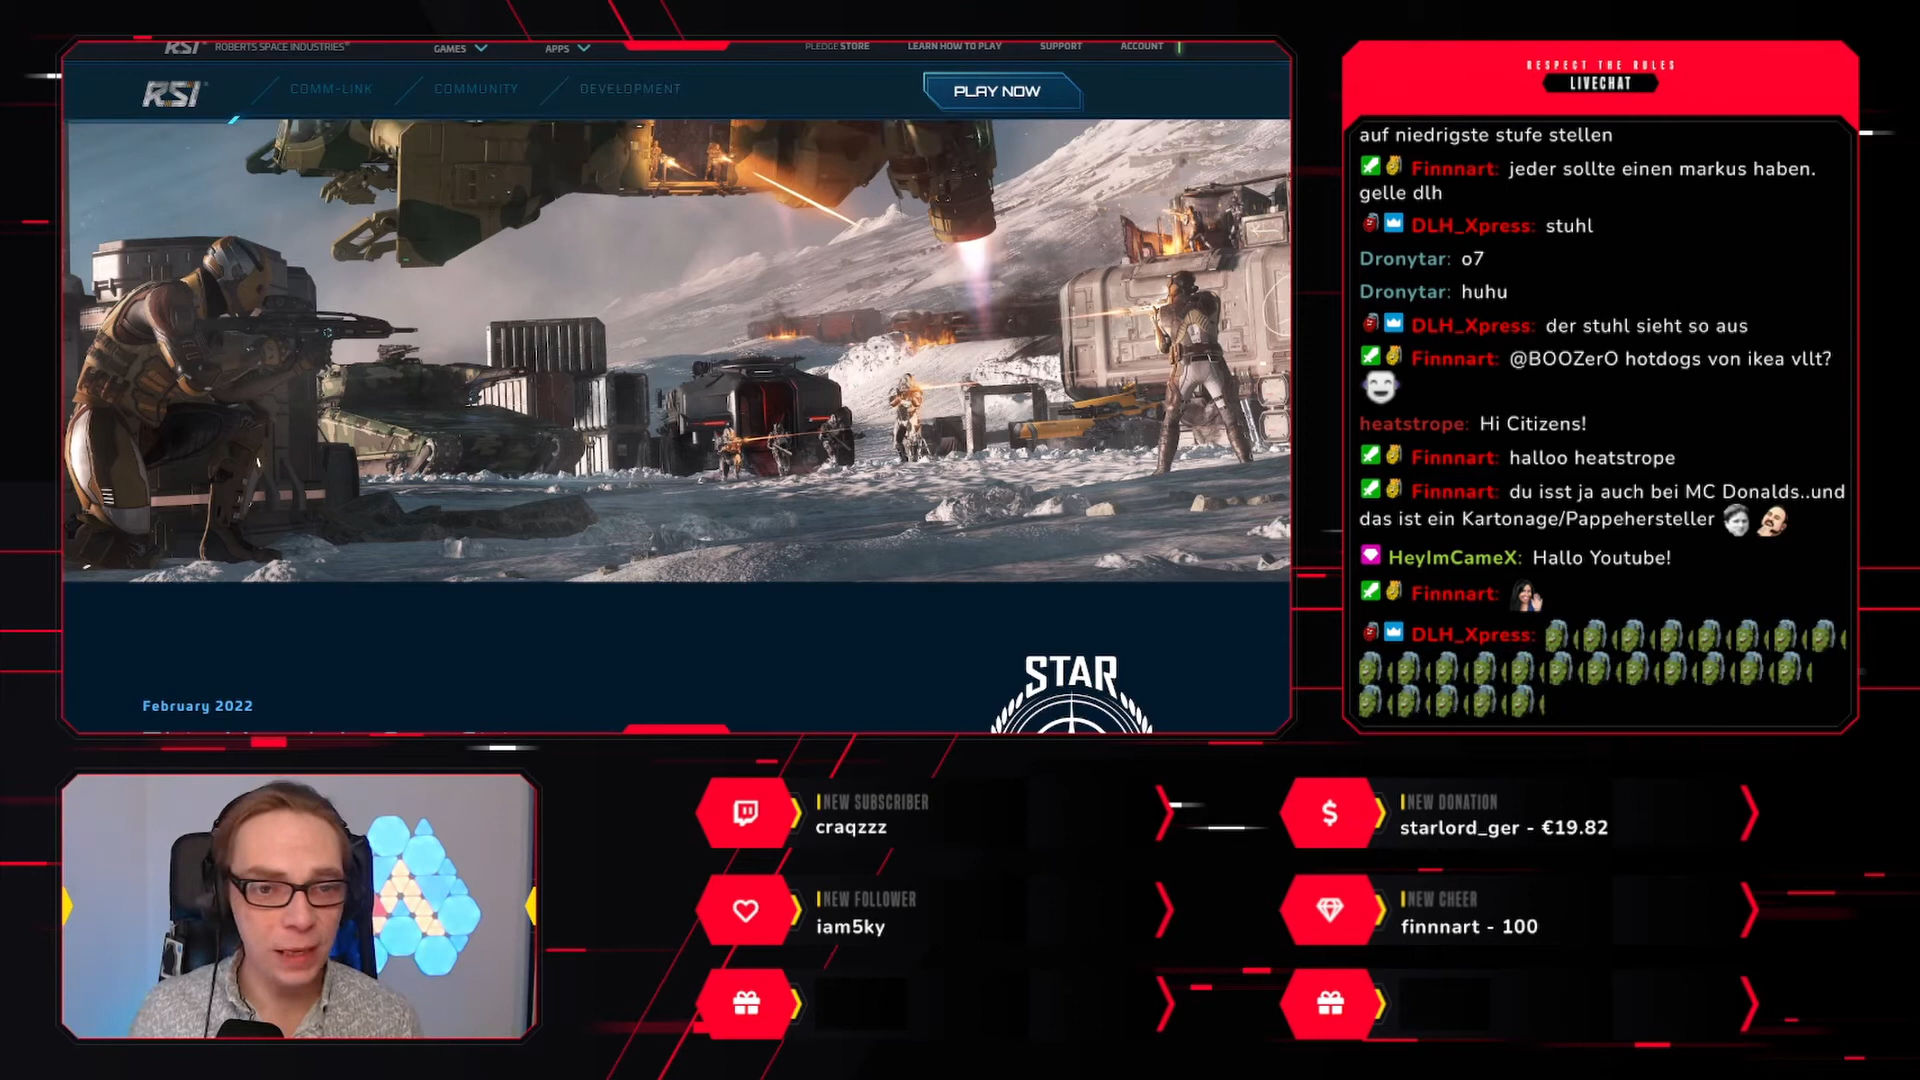 RSI ROBERTS SPACE INDUSTRIES
GAMES
APPS
PLEDGE STORE
LEARN HOW TO PLAY
SUPPORT
ACCOUNT
RSI
COMM-LINK
COMMUNITY
DEVELOPMENT
PLAY NOW
February 2022
STAR
RESPECT THE RULES
LIVECHAT
auf niedrigste stufe stellen
Finnnart: jeder sollte einen markus haben.
gelle dlh
DLH_Xpress: stuhl
Dronytar: o7
Dronytar: huhu
DLH_Xpress: der stuhl sieht so aus
Finnnart: @BOOZerO hotdogs von ikea vllt?
heatstrope: Hi Citizens!
Finnnart: halloo heatstrope
Finnnart: du isst ja auch bei MC Donalds..und
das ist ein Kartonage/Pappehersteller
HeyImCameX: Hallo Youtube!
Finnnart:
DLH_Xpress:
NEW SUBSCRIBER
craqzzz
NEW DONATION
starlord_ger - €19.82
NEW FOLLOWER
iam5ky
NEW CHEER
finnnart - 100